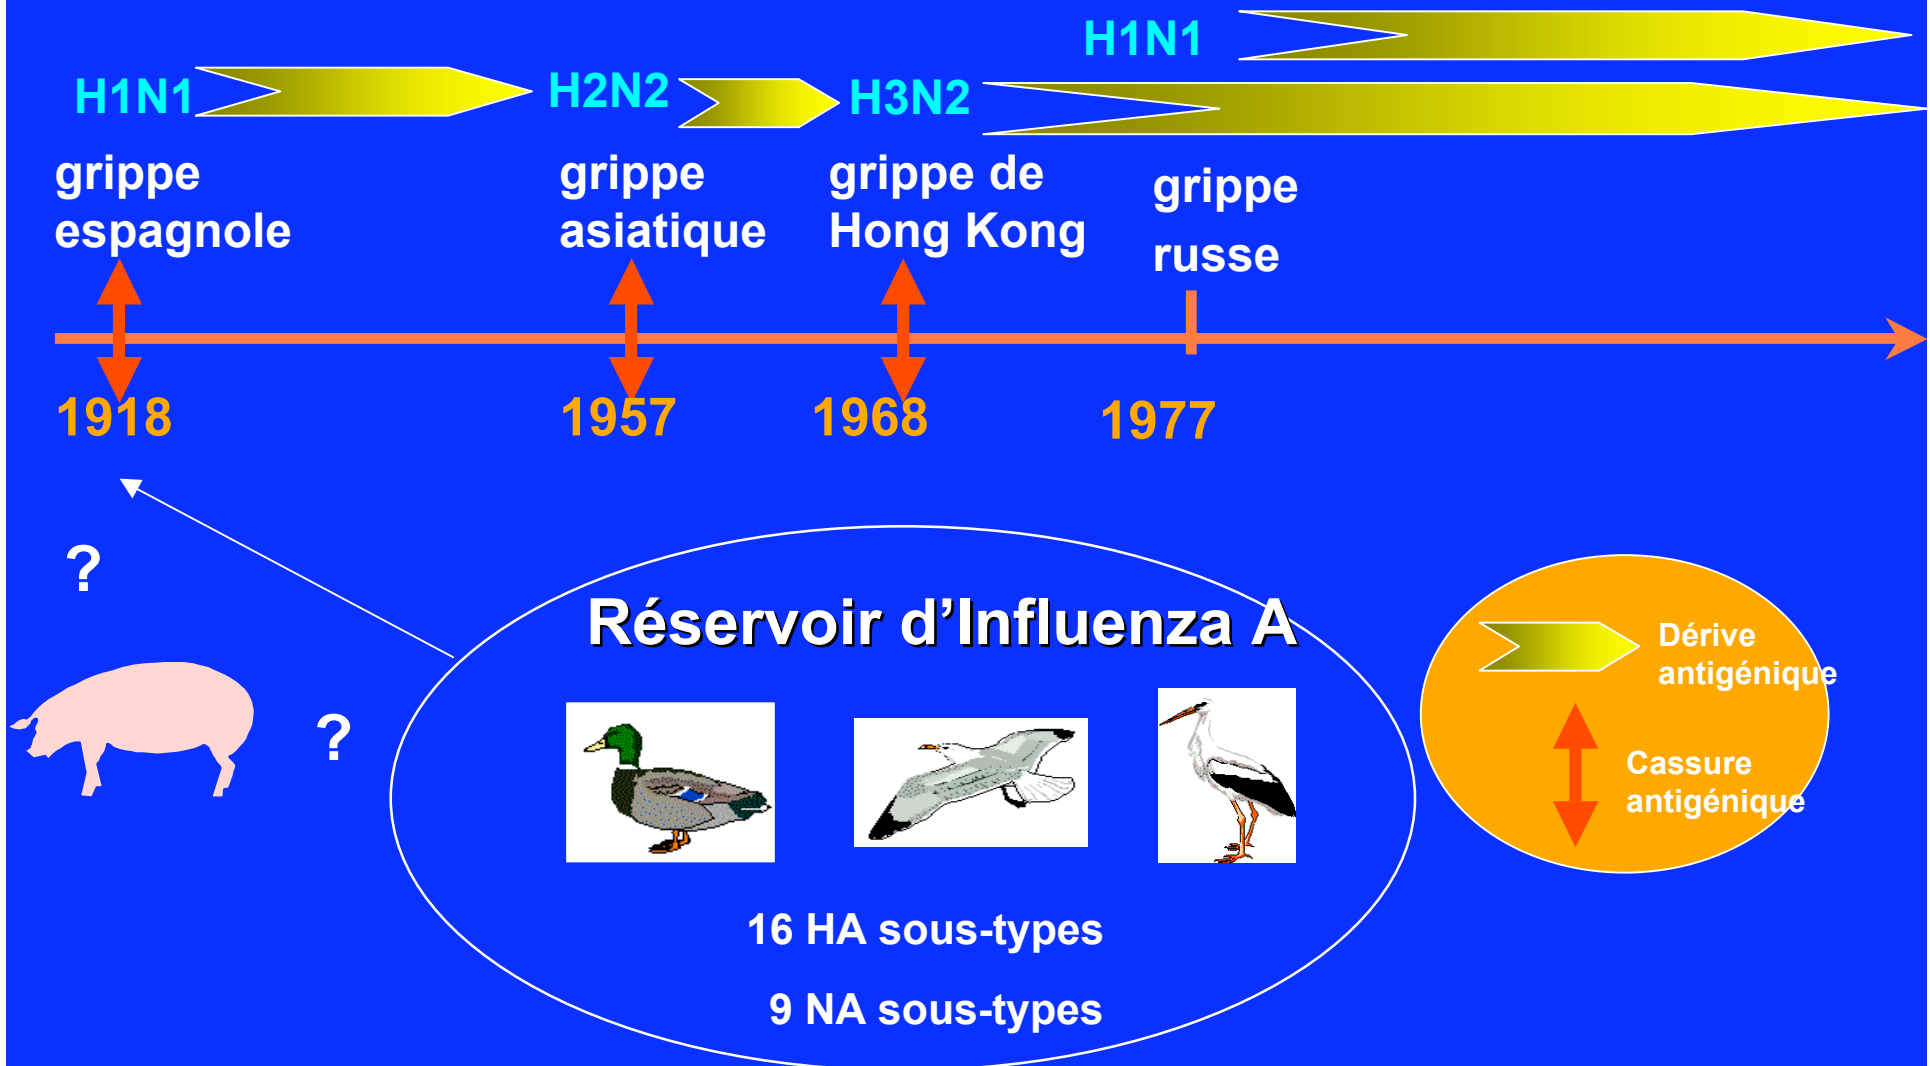 H1N1
H1N1
H2N2
H3N2
grippe
espagnole
grippe
asiatique
grippe de
Hong Kong
grippe
russe
1918
1957
1968
1977
?
?
Réservoir d’Influenza A
16 HA sous-types
9 NA sous-types
Dérive
antigénique
Cassure
antigénique